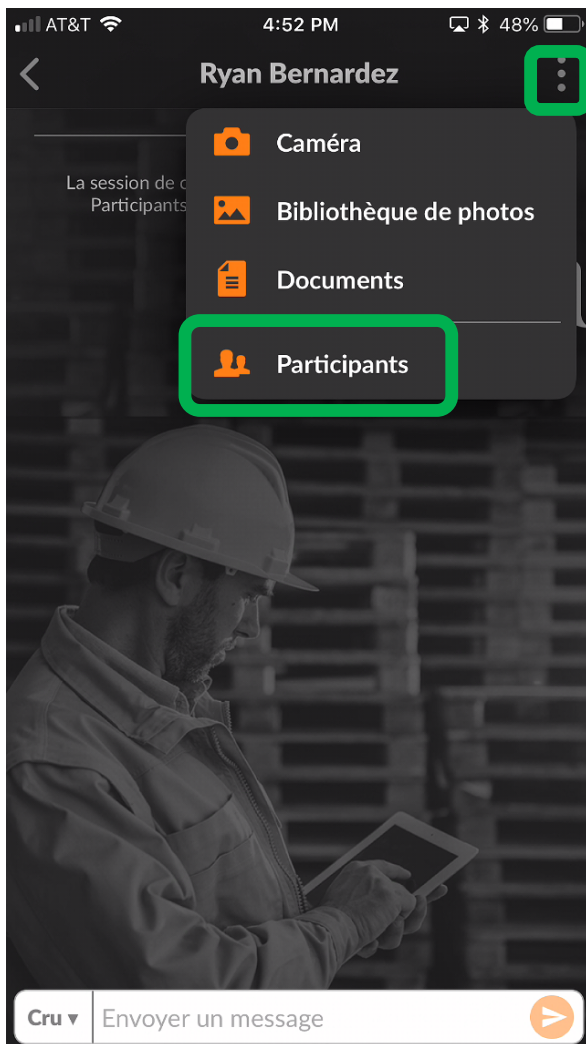 AT&T 4:52 PM 48%
Ryan Bernardez
Caméra
La session de
Participants
Bibliothèque de photos
Documents
Participants
Cru ▾ Envoyer un message